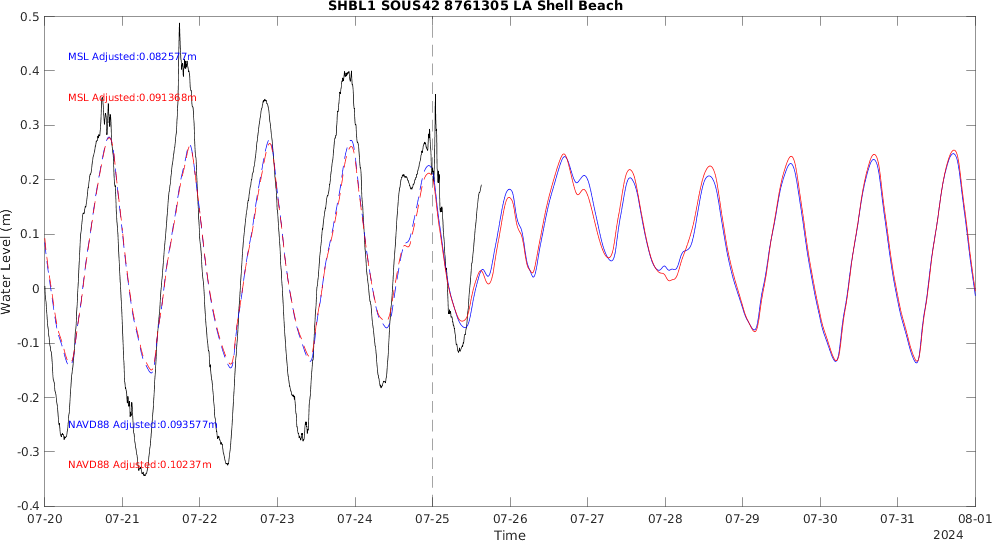 SHBL1 SOUS42 8761305 LA Shell Beach
0.5
MSL Adjusted:0.082577m
0.4
MSL Adjusted:0.091368m
0.3
0.2
0.1
Water Level (m)
0
-0.1
-0.2
NAVD88 Adjusted:0.093577m
-0.3
NAVD88 Adjusted:0.10237m
-0.4
07-20 07-21 07-22 07-23 07-24 07-25 07-26 07-27 07-28 07-29 07-30 07-31 08-01
Time
2024